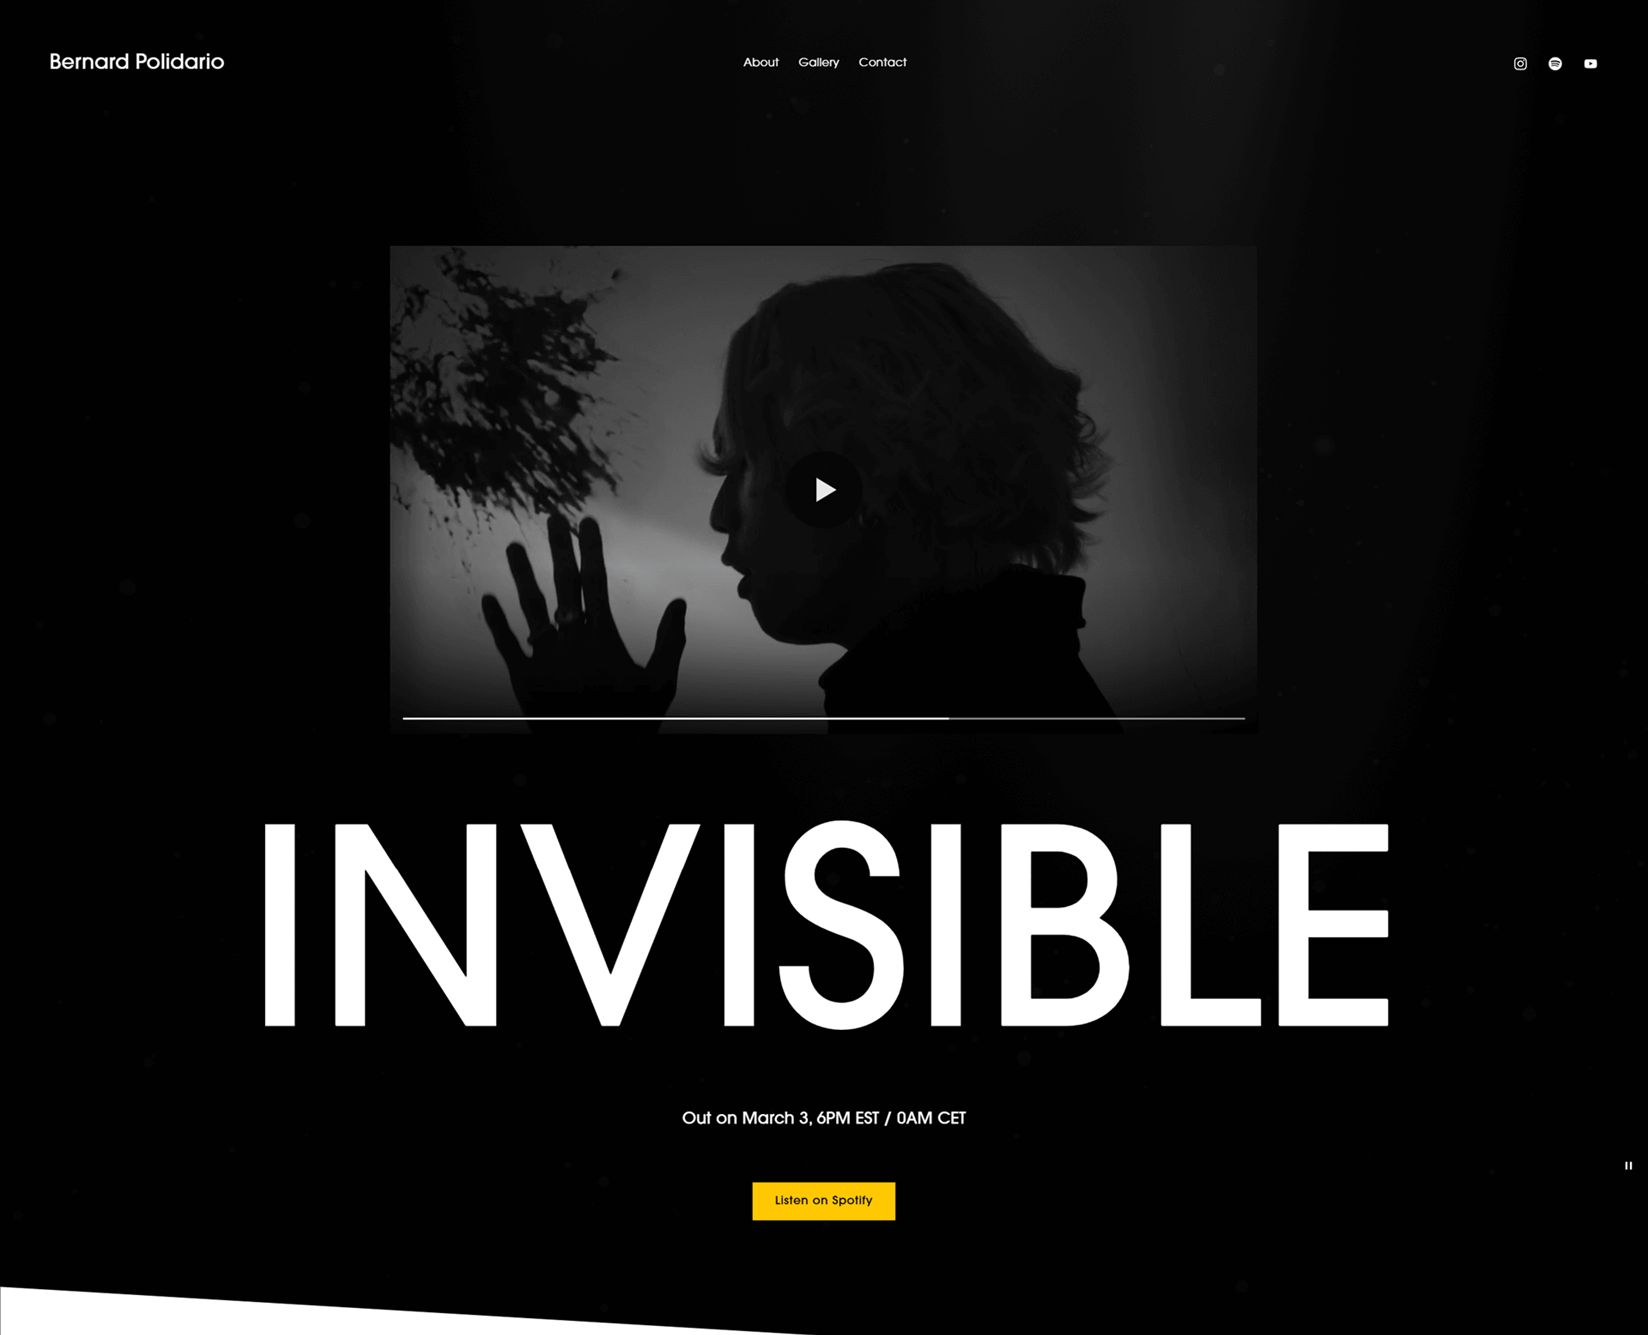 Bernard Polidario
About Gallery Contact
INVISIBLE
Out on March 3, 6PM EST / 0AM CET
Listen on Spotify